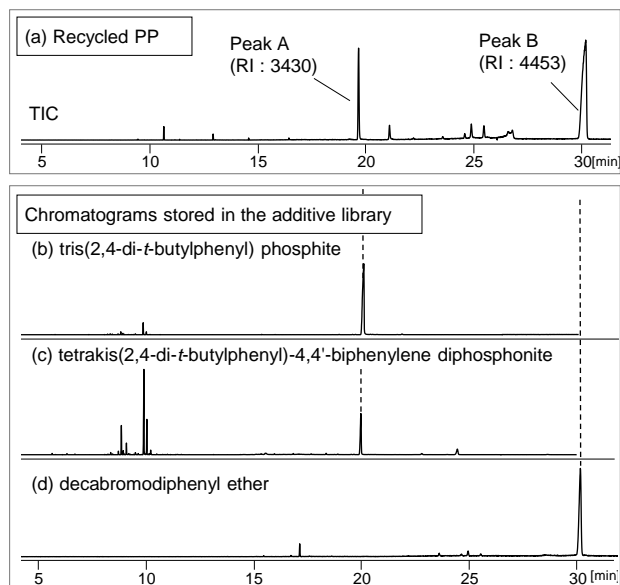 (a) Recycled PP
Peak A
(RI : 3430)
Peak B
(RI : 4453)
TIC
5 10 15 20 25 30[min]
Chromatograms stored in the additive library
(b) tris(2,4-di-t-butylphenyl) phosphite
(c) tetrakis(2,4-di-t-butylphenyl)-4,4'-biphenylene diphosphonite
(d) decabromodiphenyl ether
5 10 15 20 25 30 [min]